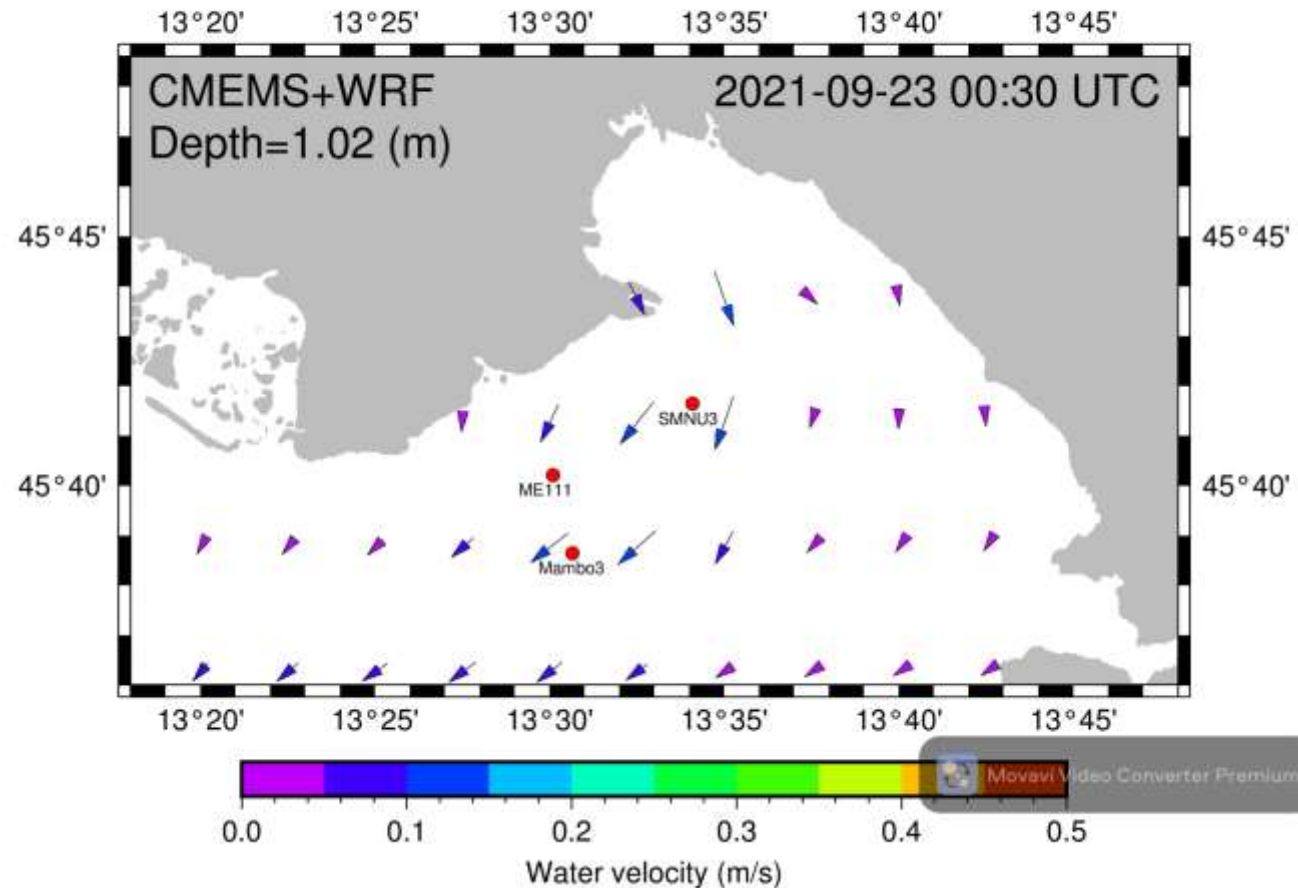 13°20' 13°25' 13°30' 13°35' 13°40' 13°45'
CMEMS+WRF 2021-09-23 00:30 UTC
Depth=1.02 (m)
45°45' 45°45'
SMNU3
45°40' ME111 45°40'
Mambo3
13°20' 13°25' 13°30' 13°35' 13°40' 13°45'
Movavi Video Converter Premium
0.0 0.1 0.2 0.3 0.4 0.5
Water velocity (m/s)